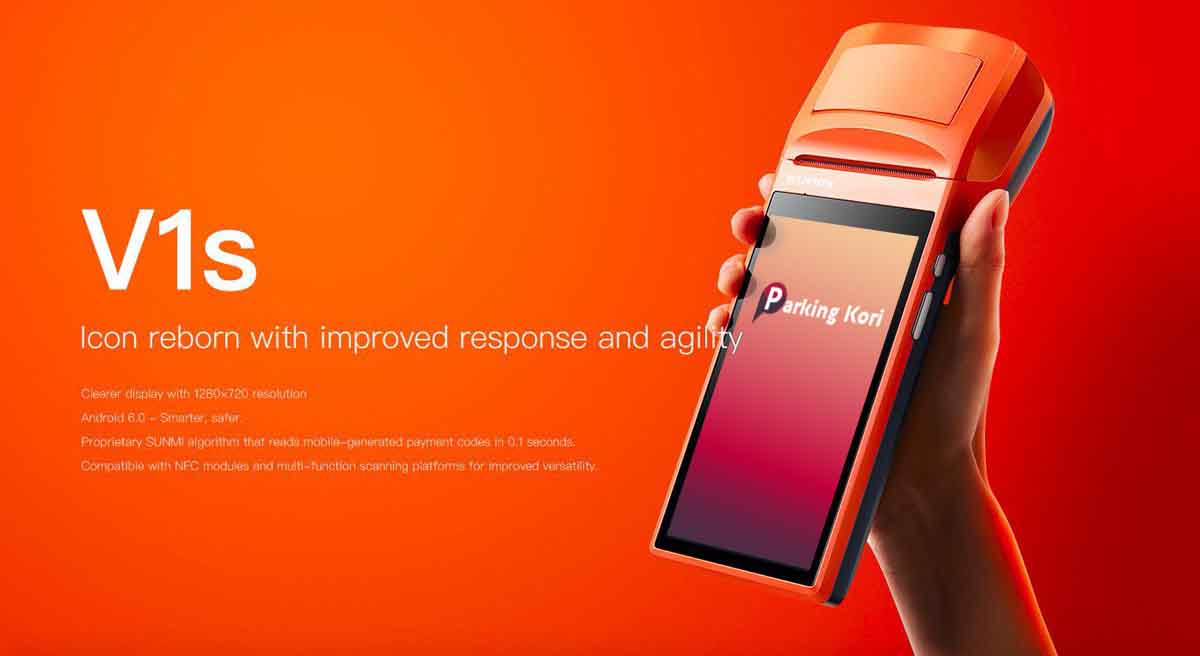 V1s
Icon reborn with improved response and agility
Clearer display with 1280×720 resolution
Android 6.0 – Smarter, safer.
Proprietary SUNMI algorithm that reads mobile-generated payment codes in 0.1 seconds.
Compatible with NFC modules and multi-function scanning platforms for improved versatility.
Parking Kori